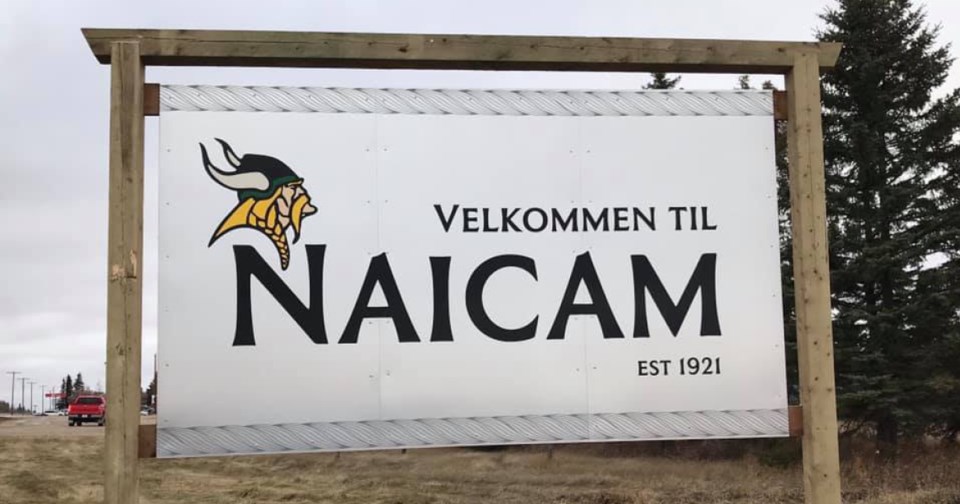 VELKOMMEN TIL
NAICAM
EST 1921